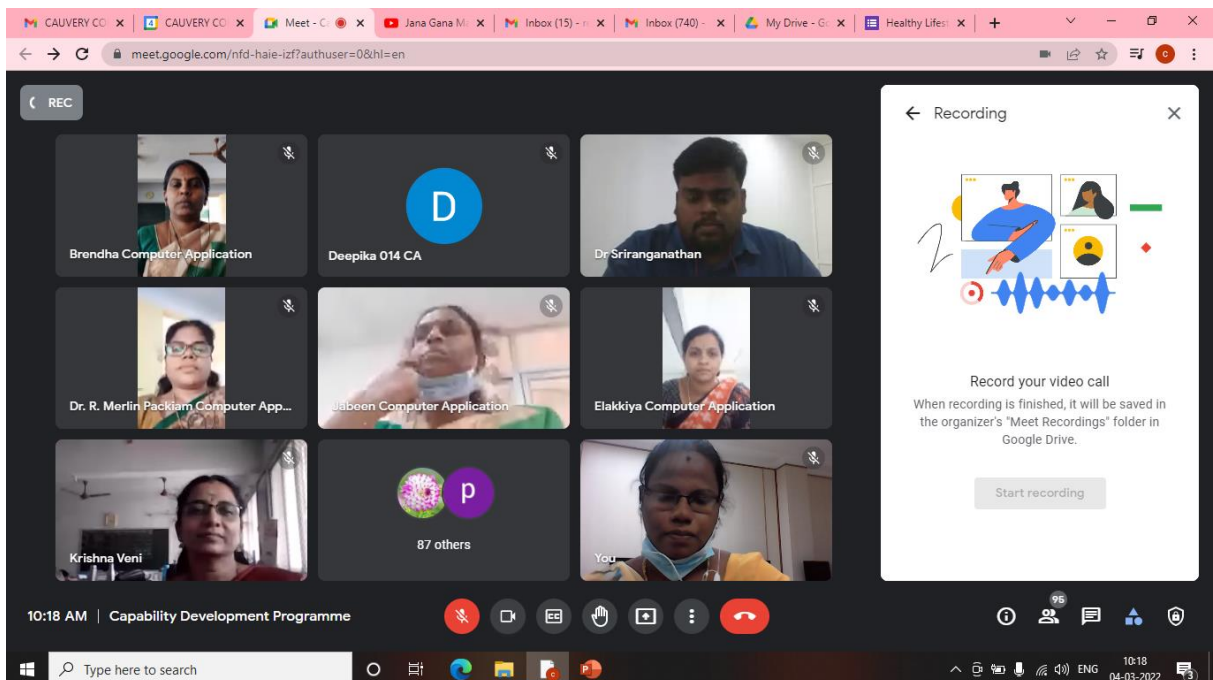 CAUVERY CO
CAUVERY CO
Meet - C
Jana Gana M
Inbox (15) - n
Inbox (740) -
My Drive - Go
Healthy Lifest
meet.google.com/nfd-haie-izf?authuser=0&hl=en
c
REC
Recording
Brendha Computer Application
D
Deepika 014 CA
Dr Sriranganathan
Dr. R. Merlin Packiam Computer App...
Jabeen Computer Application
Elakkiya Computer Application
Krishna Veni
p
87 others
You
Record your video call
When recording is finished, it will be saved in
the organizer's "Meet Recordings" folder in
Google Drive.
Start recording
10:18 AM | Capability Development Programme
95
Type here to search
ENG
10:18
04-03-2022
3